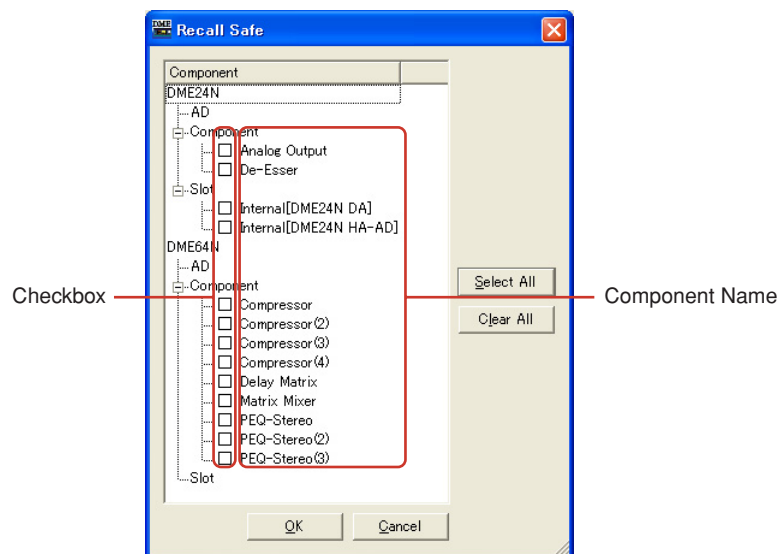 DME
Recall Safe
Component
DME24N
AD
Component
Analog Output
De-Esser
Slot
Internal[DME24N DA]
Internal[DME24N HA-AD]
DME64N
AD
Component
Compressor
Compressor(2)
Compressor(3)
Compressor(4)
Delay Matrix
Matrix Mixer
PEQ-Stereo
PEQ-Stereo(2)
PEQ-Stereo(3)
Slot
Select All
Clear All
OK
Cancel
Checkbox
Component Name